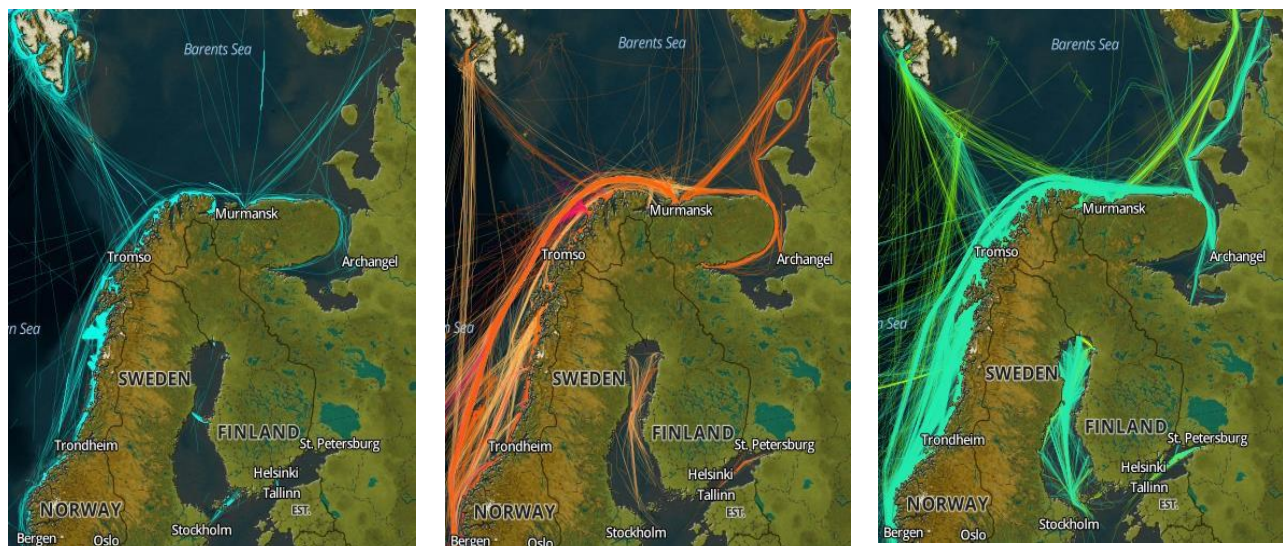 Barents Sea
Murmansk
Tromso
Archangel
n Sea
SWEDEN
FINLAND
Trondheim
St. Petersburg
Helsinki
Tallinn
NORWAY
EST.
Stockholm
Bergen
Oslo
Barents Sea
Murmansk
Tromso
Archangel
Sea
SWEDEN
FINLAND
Trondheim
St. Petersburg
Helsinki
Tallinn
NORWAY
EST.
Stockholm
Bergen
Oslo
Barents Sea
Murmansk
Tromso
Archangel
Sea
SWEDEN
FINLAND
Trondheim
St. Petersburg
Helsinki
Tallinn
NORWAY
EST.
Stockholm
Bergen
Oslo